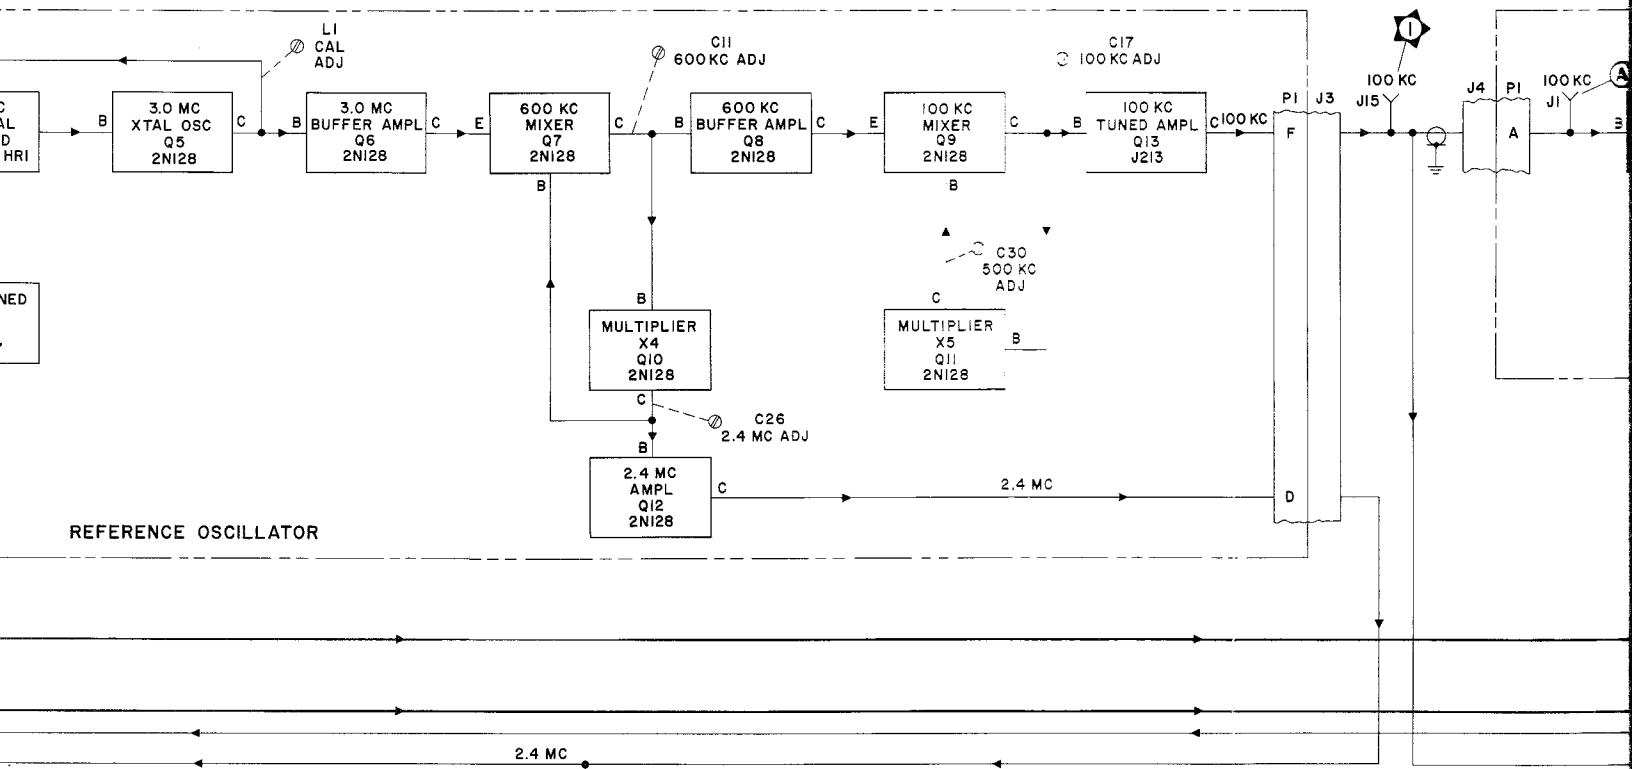 L1
CAL
ADJ
C11
600 KC ADJ
C17
100 KC ADJ
1
100 KC
J15
J4
P1
100 KC
J1
A
C
AL
D
HR1
B
3.0 MC
XTAL OSC
Q5
2N128
C
B
3.0 MC
BUFFER AMPL
Q6
2N128
C
E
600 KC
MIXER
Q7
2N128
C
B
B
600 KC
BUFFER AMPL
Q8
2N128
C
E
100 KC
MIXER
Q9
2N128
C
B
B
100 KC
TUNED AMPL
Q13
J213
C
100 KC
P1
J3
F
A
B
C30
500 KC
ADJ
NED
B
MULTIPLIER
X4
Q10
2N128
C
C
MULTIPLIER
X5
Q11
2N128
B
C26
2.4 MC ADJ
B
2.4 MC
AMPL
Q12
2N128
C
2.4 MC
D
REFERENCE OSCILLATOR
2.4 MC